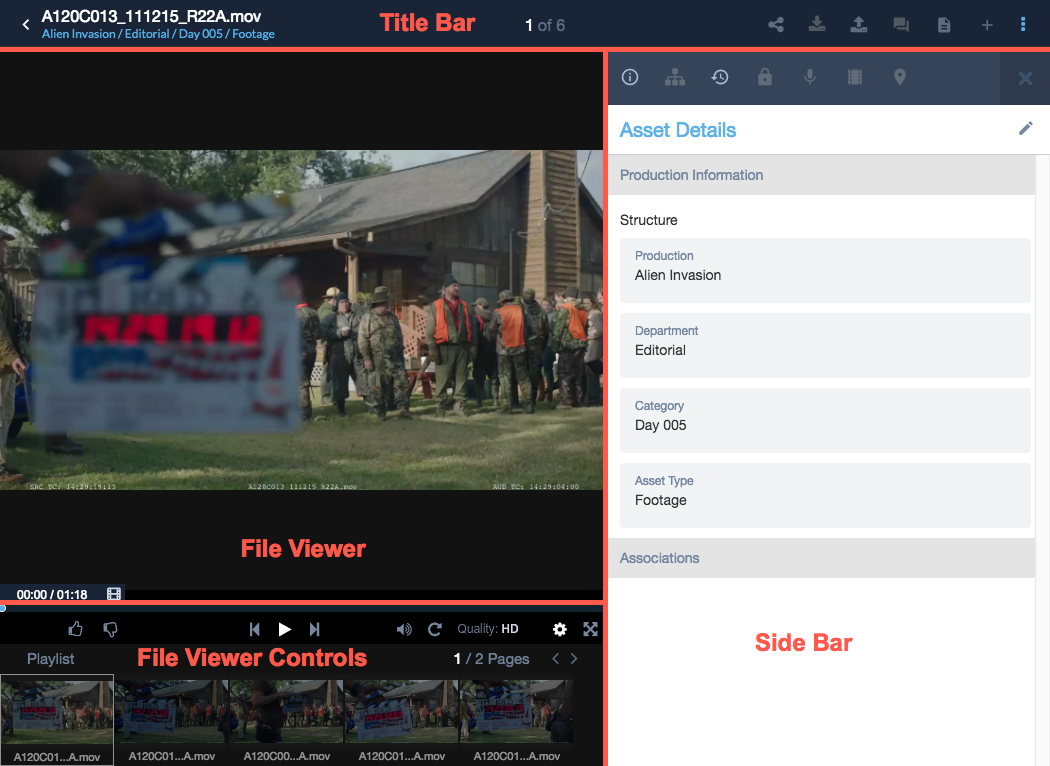 A120C013_111215_R22A.mov
Alien Invasion / Editorial / Day 005 / Footage
Title Bar
1 of 6
Asset Details
Production Information
Structure
Production
Alien Invasion
Department
Editorial
Category
Day 005
Asset Type
Footage
Associations
Side Bar
SRC TC: 14:29:19:13
A120C013_111215_R22A.mov
AUD TC: 14:29:04:00
File Viewer
00:00 / 01:18
Quality: HD
Playlist
File Viewer Controls
1 / 2 Pages
A120C01...A.mov
A120C01...A.mov
A120C00...A.mov
A120C01...A.mov
A120C01...A.mov